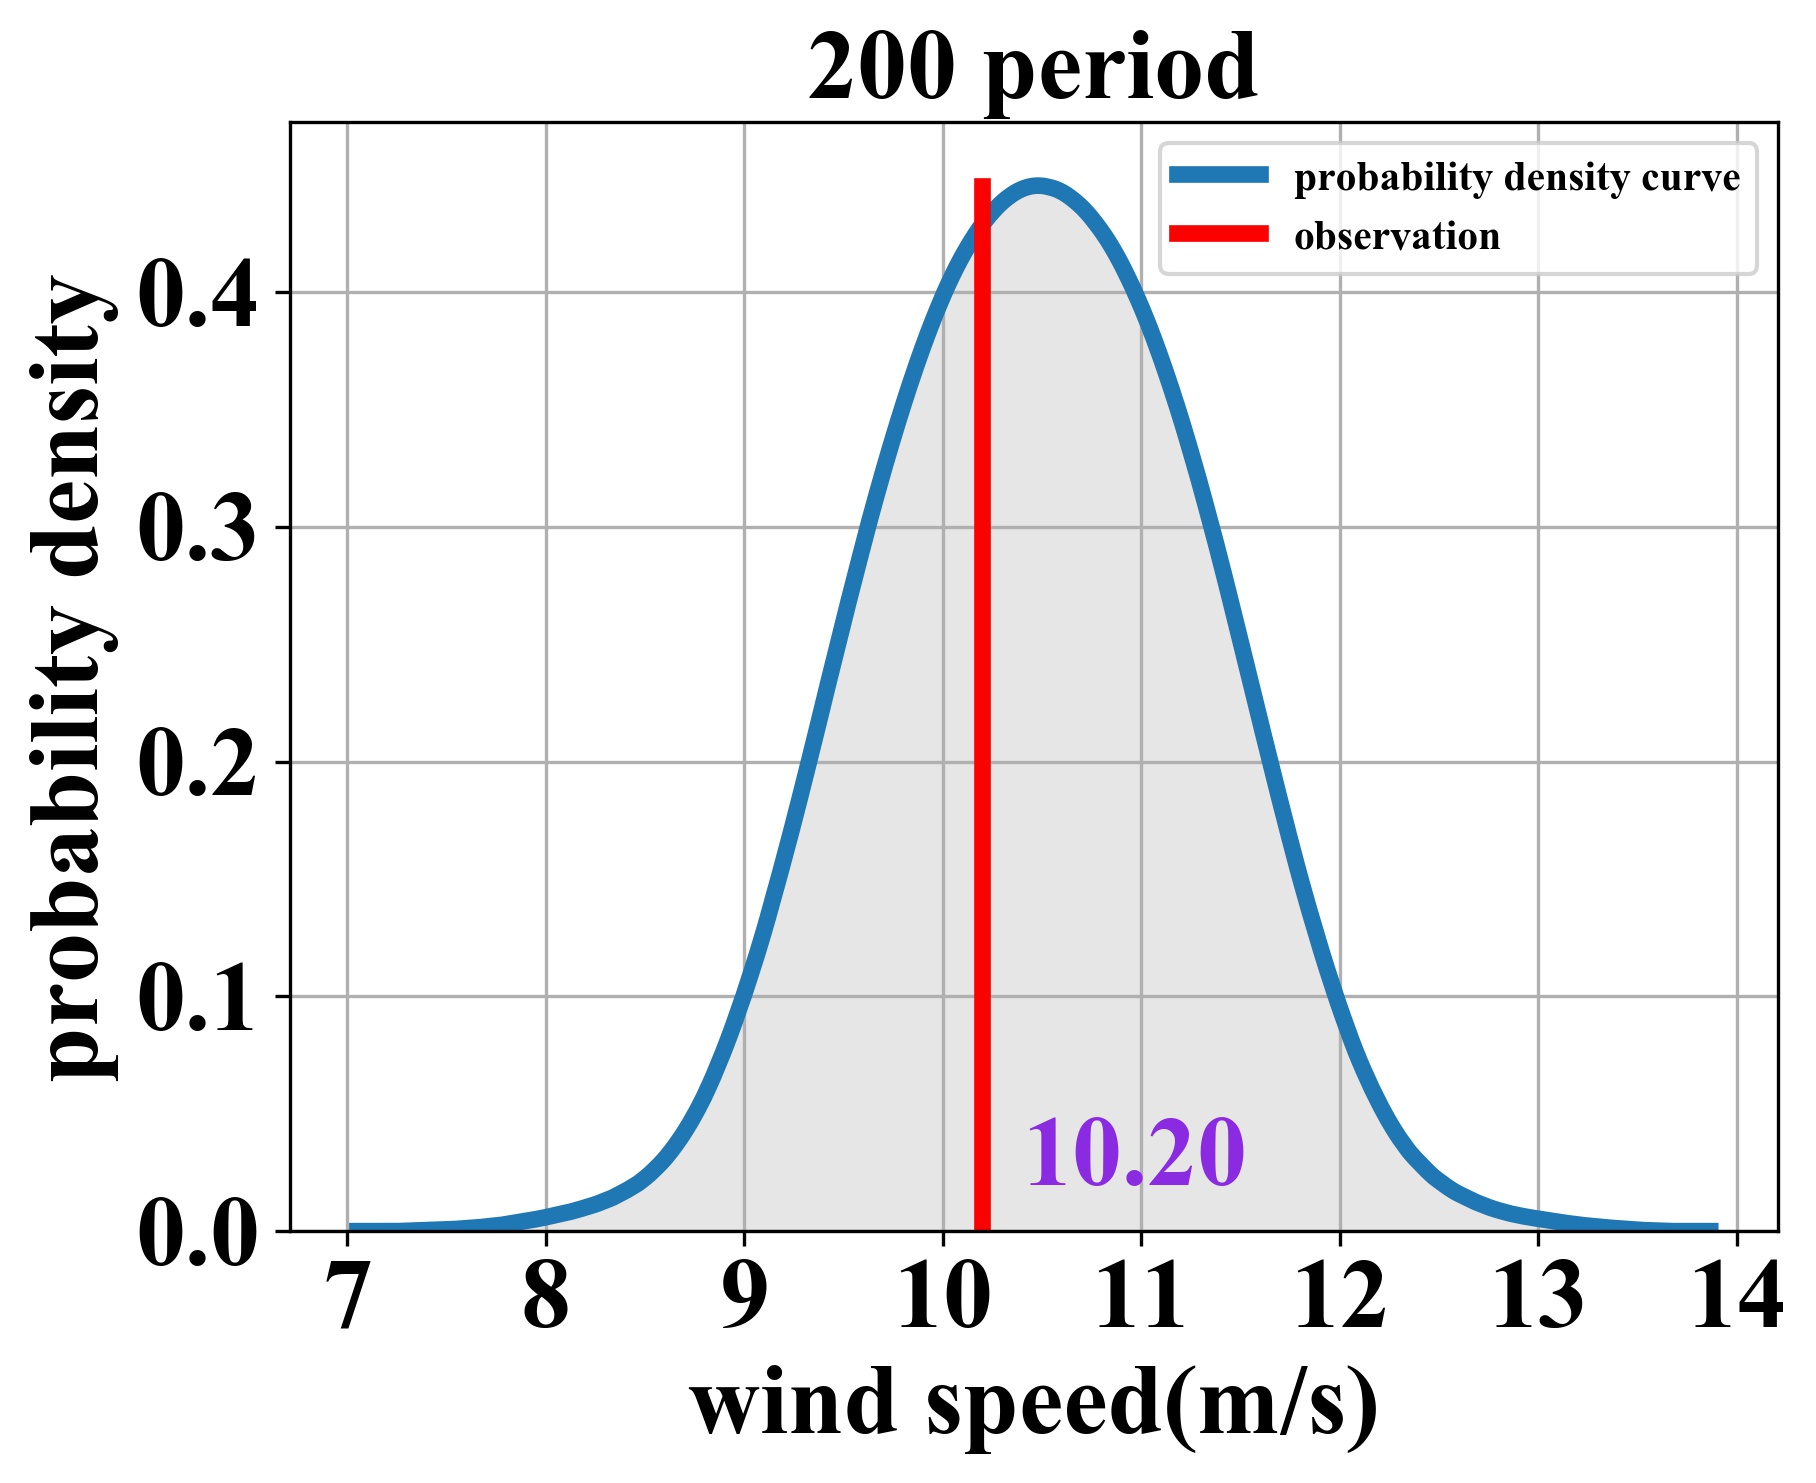 200 period
probability density curve
observation
probability density
0.4
0.3
0.2
0.1
0.0
10.20
7 8 9 10 11 12 13 14
wind speed(m/s)